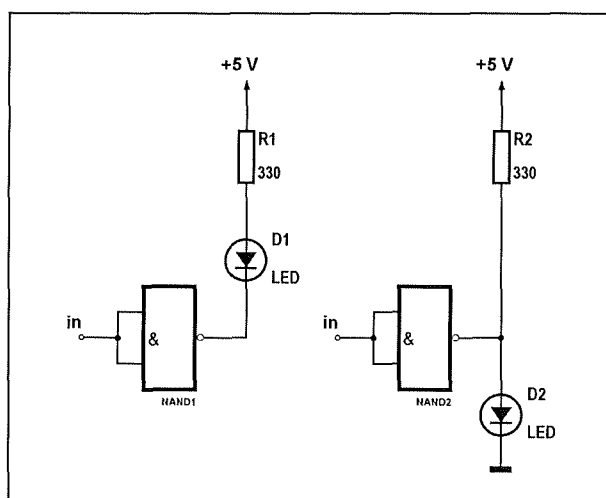 +5 V
R1
330
D1
LED
in
&
NAND1
+5 V
R2
330
in
&
NAND2
D2
LED